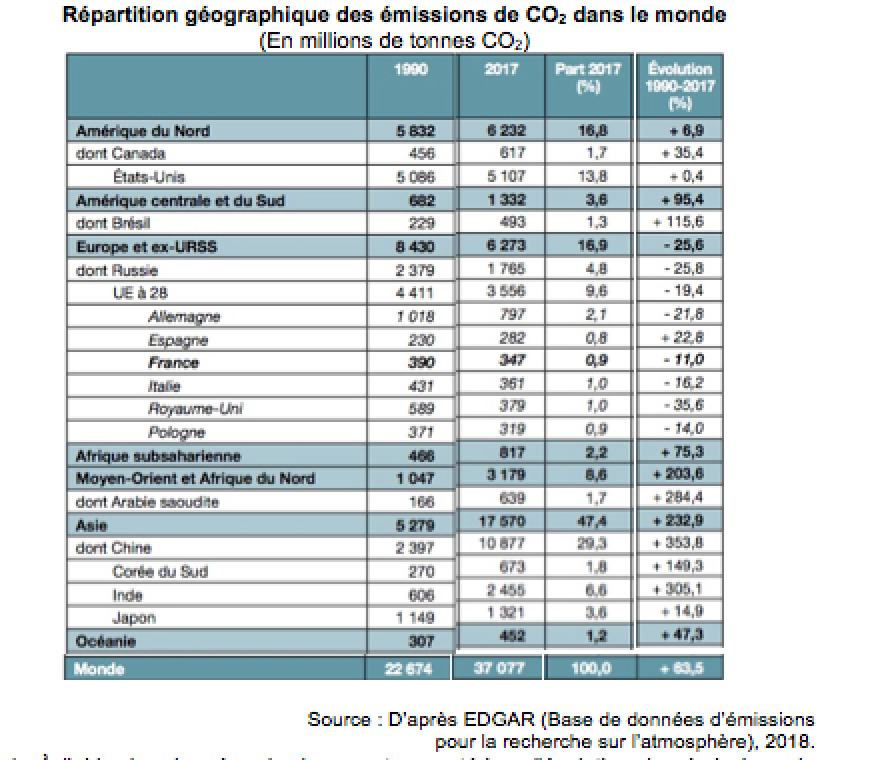 Répartition géographique des émissions de CO₂ dans le monde
(En millions de tonnes CO₂)
1990 2017 Part 2017 (%) Évolution 1990-2017 (%)
Amérique du Nord 5 832 6 232 16,8 + 6,9
dont Canada 456 617 1,7 + 35,4
États-Unis 5 086 5 107 13,8 + 0,4
Amérique centrale et du Sud 682 1 332 3,6 + 95,4
dont Brésil 229 493 1,3 + 115,6
Europe et ex-URSS 8 430 6 273 16,9 - 25,6
dont Russie 2 379 1 765 4,8 - 25,8
UE à 28 4 411 3 556 9,6 - 19,4
Allemagne 1 018 797 2,1 - 21,8
Espagne 230 282 0,8 + 22,8
France 390 347 0,9 - 11,0
Italie 431 361 1,0 - 16,2
Royaume-Uni 589 379 1,0 - 35,6
Pologne 371 319 0,9 - 14,0
Afrique subsaharienne 466 817 2,2 + 75,3
Moyen-Orient et Afrique du Nord 1 047 3 179 8,6 + 203,6
dont Arabie saoudite 166 639 1,7 + 284,4
Asie 5 279 17 570 47,4 + 232,9
dont Chine 2 397 10 877 29,3 + 353,8
Corée du Sud 270 673 1,8 + 149,3
Inde 606 2 455 6,6 + 305,1
Japon 1 149 1 321 3,6 + 14,9
Océanie 307 452 1,2 + 47,3
Monde 22 674 37 077 100,0 + 63,5
Source : D'après EDGAR (Base de données d'émissions
pour la recherche sur l'atmosphère), 2018.